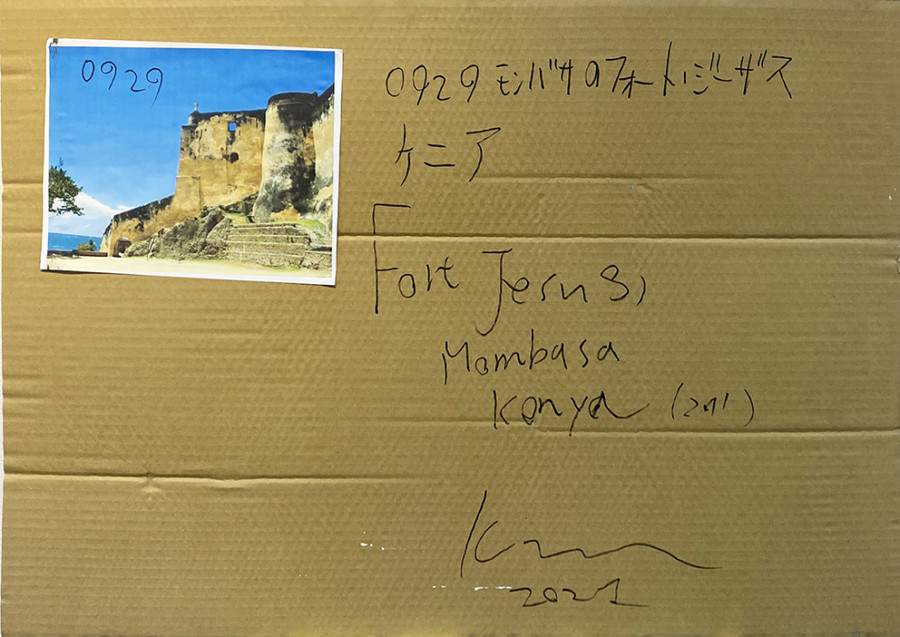 0929
0929 モンバサのフォート・ジーザス
ケニア
Fort Jesus,
Mombasa
Kenya (2011)
2021